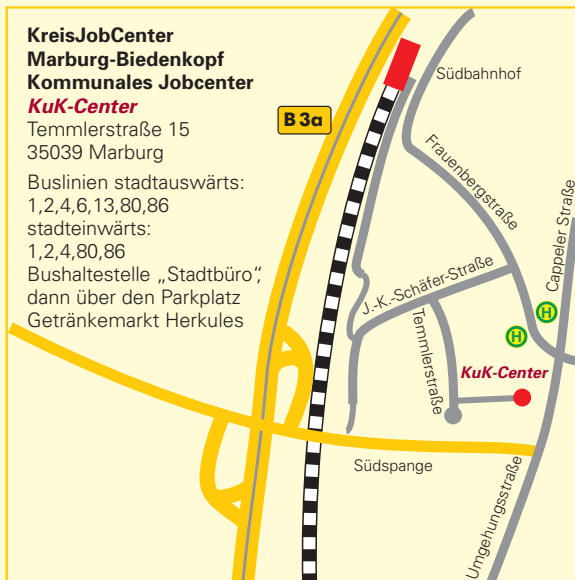 KreisJobCenter
Marburg-Biedenkopf
Kommunales Jobcenter
KuK-Center
Temmlerstraße 15
35039 Marburg
Buslinien stadtauswärts:
1,2,4,6,13,80,86
stadteinwärts:
1,2,4,80,86
Bushaltestelle „Stadtbüro“,
dann über den Parkplatz
Getränkemarkt Herkules
B 3a
Südbahnhof
Frauenbergstraße
Cappeler Straße
J.-K.-Schäfer-Straße
Temmlerstraße
H
H
KuK-Center
Südspange
Umgehungsstraße